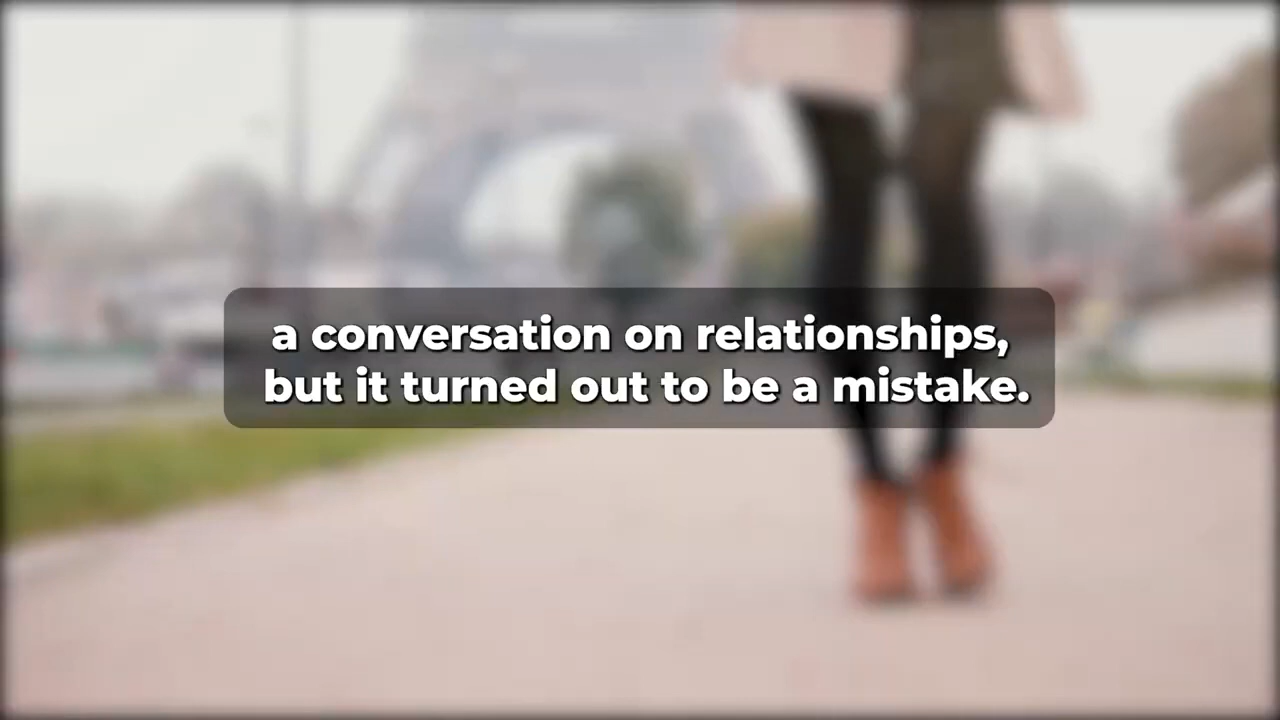 a conversation on relationships,
but it turned out to be a mistake.